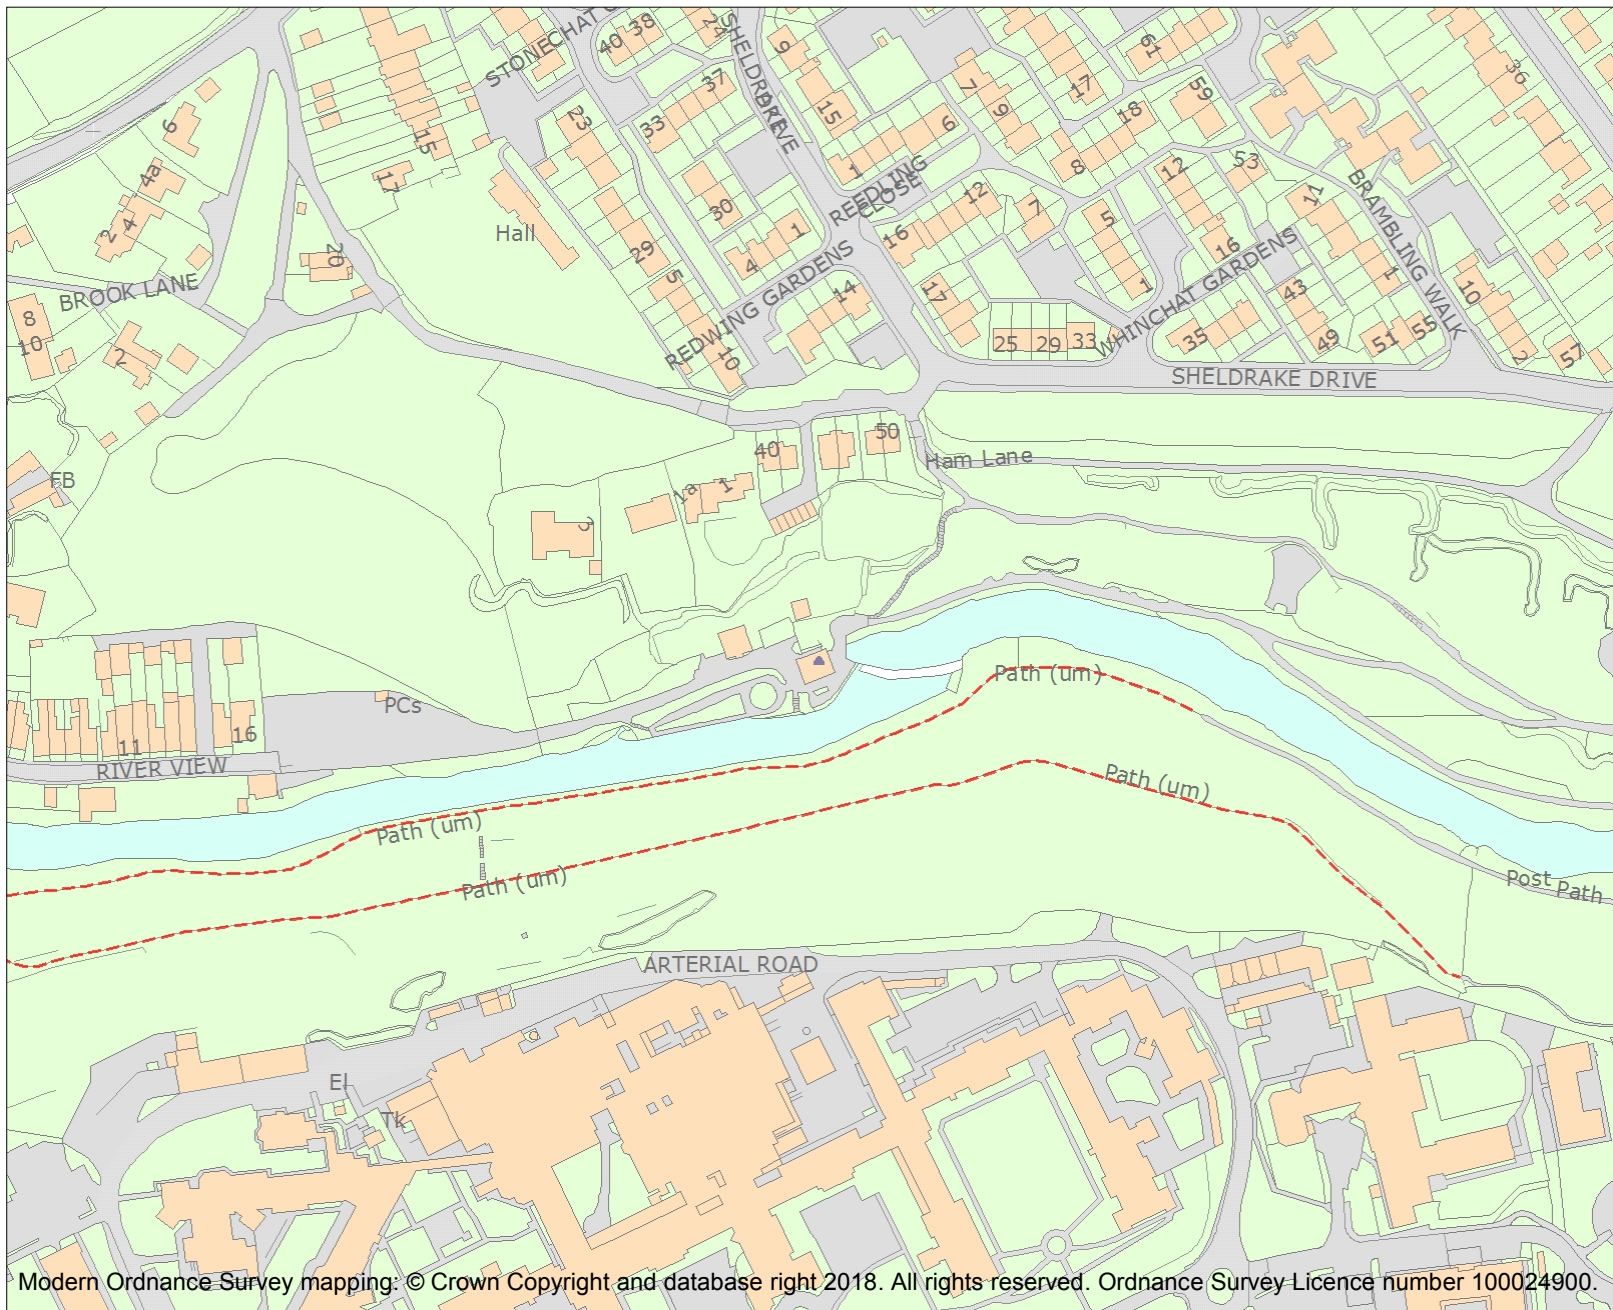 STONECHAT
40
38
24
SHELDRAKE
DRIVE
9
15
7
9
17
61
59
36
6
4a
2
4
15
17
23
33
37
1
6
18
8
12
53
11
BRAMBLING WALK
Hall
30
1
4
REEDLING
CLOSE
12
16
7
5
1
16
1
20
BROOK LANE
29
5
REDWING GARDENS
14
17
WHINCHAT GARDENS
43
10
8
10
2
10
25
29
33
35
49
51
55
2
57
SHELDRAKE DRIVE
FB
40
50
Ham Lane
1a
1
3
PCs
11
16
RIVER VIEW
Path (um)
Path (um)
Path (um)
Path (um)
Post
Path
ARTERIAL ROAD
El
Tk
Modern Ordnance Survey mapping: © Crown Copyright and database right 2018. All rights reserved. Ordnance Survey Licence number 100024900.